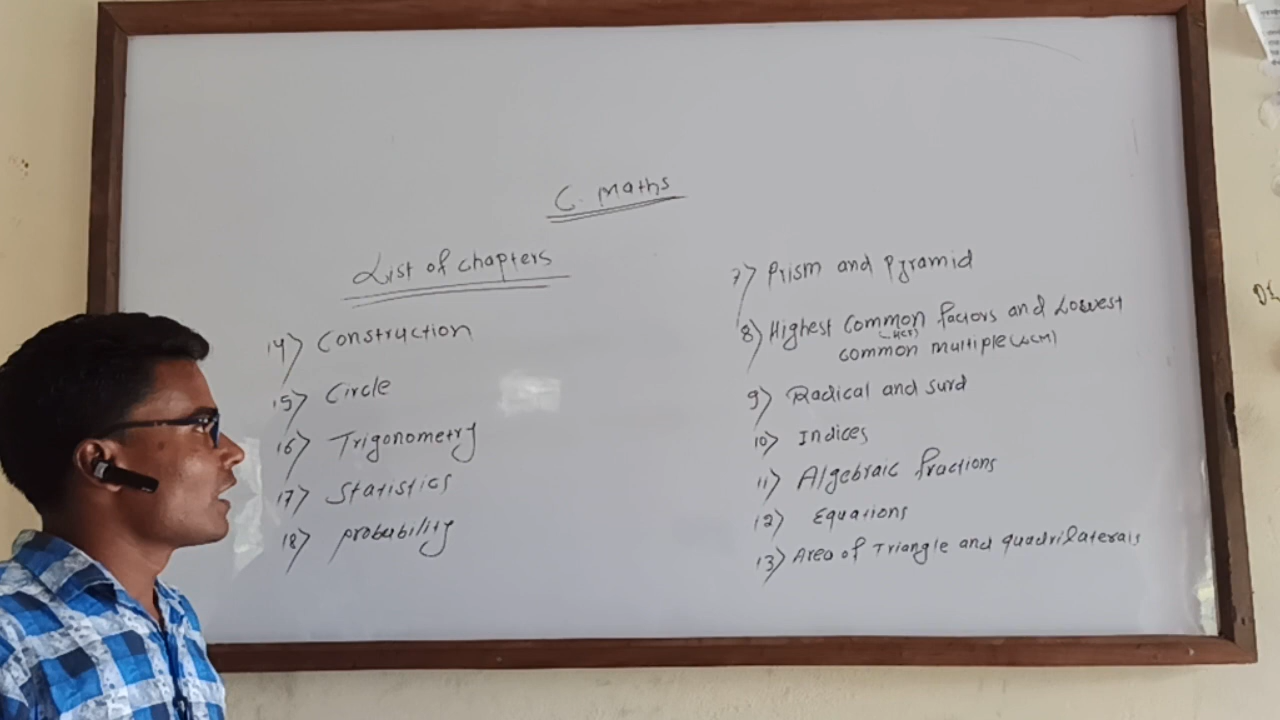 C. Maths
List of chapters
14) Construction
15) Circle
16) Trigonometry
17) Statistics
18) probability
7) Prism and Pyramid
8) Highest Common factors and Lowest
(HCF)
common multiple (LCM)
9) Radical and surd
10) Indices
11) Algebraic fractions
12) Equations
13) Area of Triangle and quadrilaterals